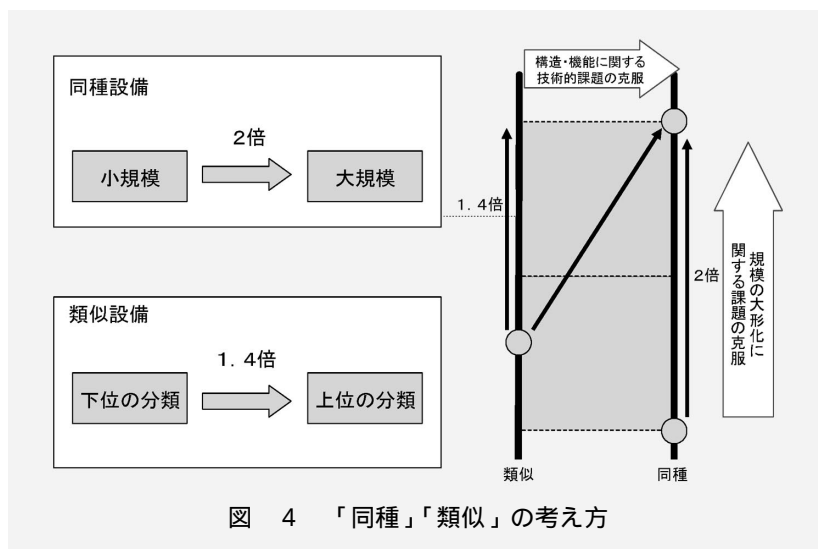 同種設備
2倍
小規模
大規模
類似設備
1．4倍
下位の分類
上位の分類
構造・機能に関する
技術的課題の克服
1．4倍
2倍
規模の大形化に
関する課題の克服
類似
同種
図　4　「同種」「類似」の考え方